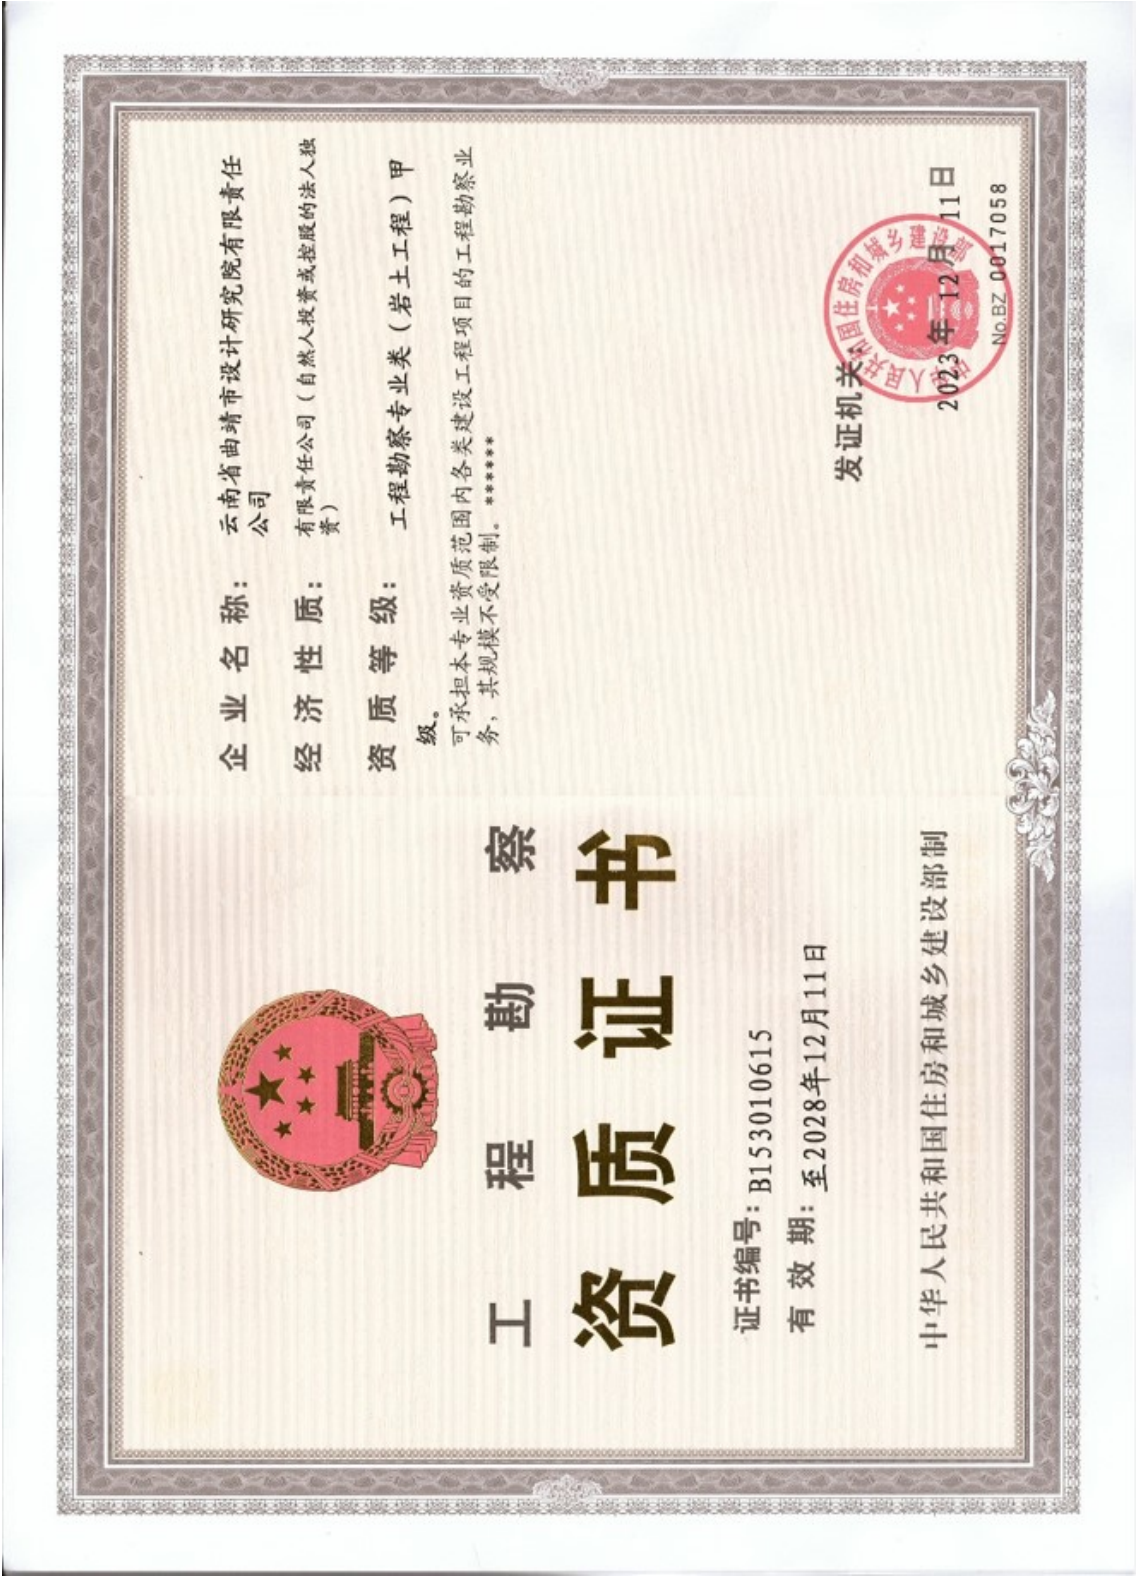 工程勘察
资质证书
证书编号：B153010615
有效期：至2028年12月11日
中华人民共和国住房和城乡建设部制
企业名称：云南省曲靖市设计研究院有限责任
公司
经济性质：有限责任公司（自然人投资或控股的法人独
资）
资质等级：工程勘察专业类（岩土工程）甲
级。
可承担本专业资质范围内各类建设工程项目的工程勘察业
务，其规模不受限制。******
发证机关：
中华人民共和国住房和城乡建设部
2023年12月11日
No.BZ 0017058